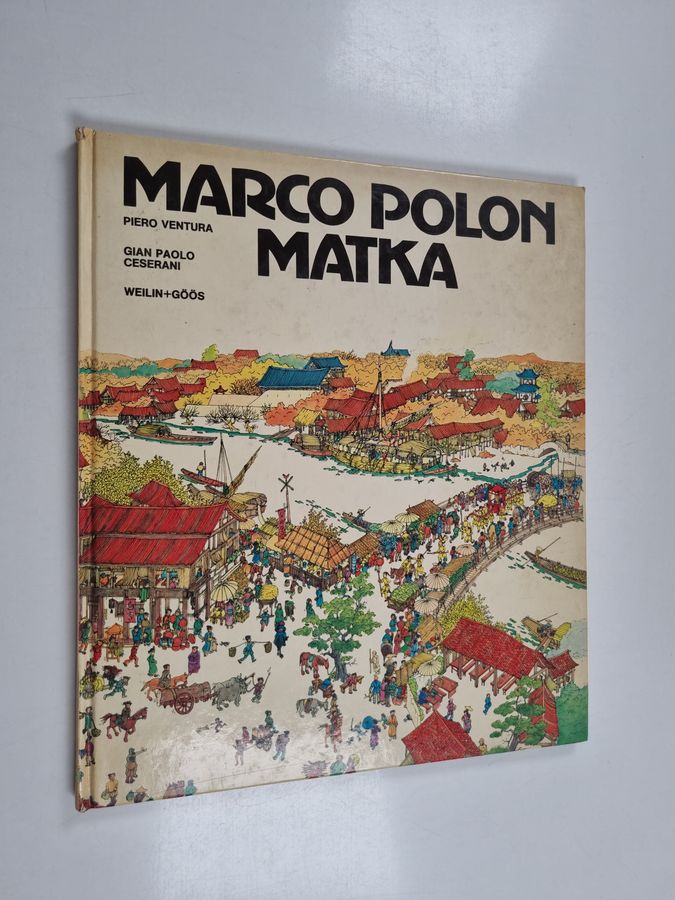 MARCO POLON
MATKA
PIERO VENTURA
GIAN PAOLO
CESERANI
WEILIN+GÖÖS